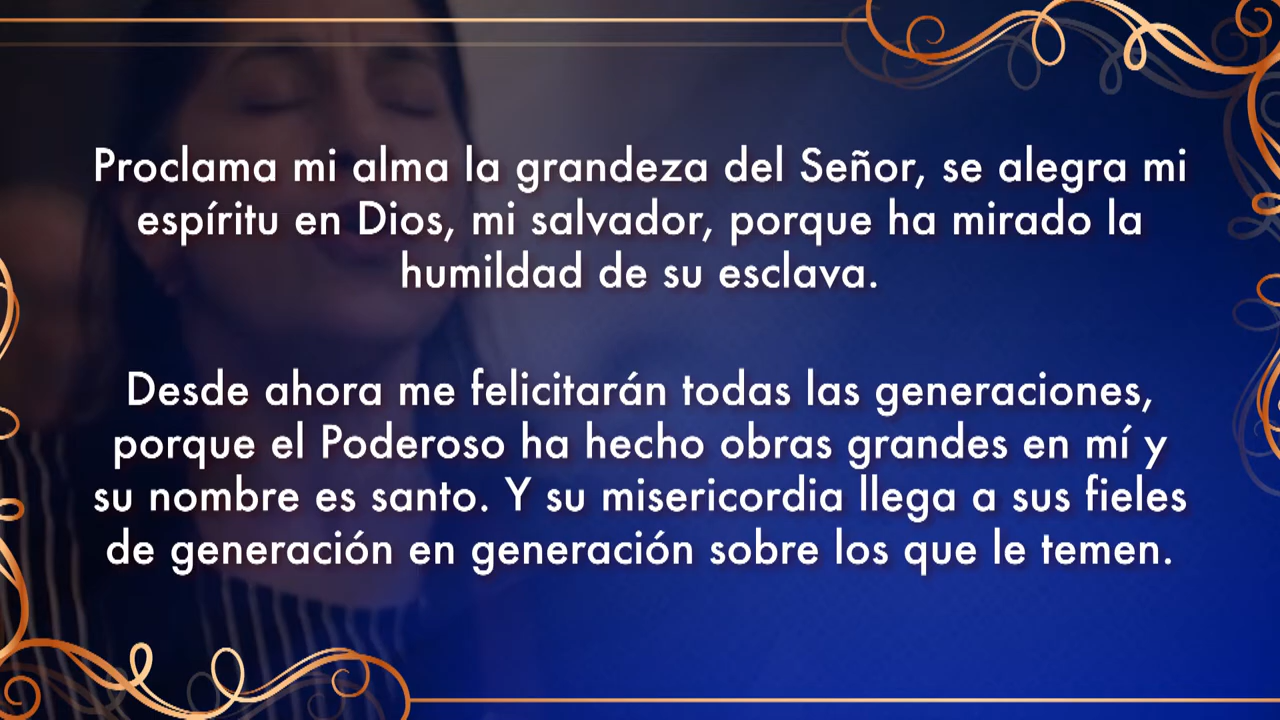 Proclama mi alma la grandeza del Señor, se alegra mi
espíritu en Dios, mi salvador, porque ha mirado la
humildad de su esclava.
Desde ahora me felicitarán todas las generaciones,
porque el Poderoso ha hecho obras grandes en mí y
su nombre es santo. Y su misericordia llega a sus fieles
de generación en generación sobre los que le temen.